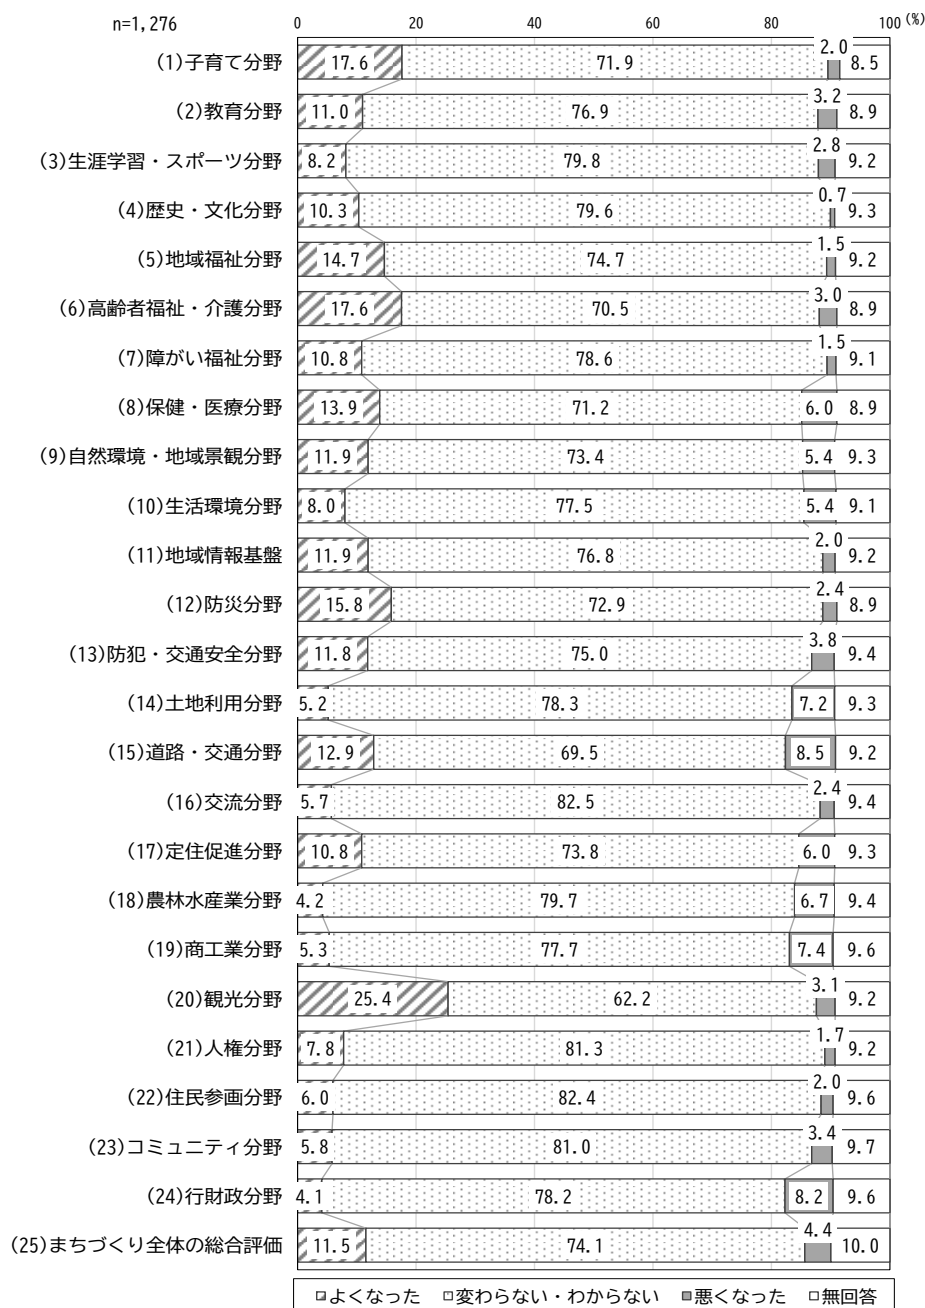 n=1,276
0 20 40 60 80 100 (%)
(1)子育て分野 17.6 71.9 2.0 8.5
(2)教育分野 11.0 76.9 3.2 8.9
(3)生涯学習・スポーツ分野 8.2 79.8 2.8 9.2
(4)歴史・文化分野 10.3 79.6 0.7 9.3
(5)地域福祉分野 14.7 74.7 1.5 9.2
(6)高齢者福祉・介護分野 17.6 70.5 3.0 8.9
(7)障がい福祉分野 10.8 78.6 1.5 9.1
(8)保健・医療分野 13.9 71.2 6.0 8.9
(9)自然環境・地域景観分野 11.9 73.4 5.4 9.3
(10)生活環境分野 8.0 77.5 5.4 9.1
(11)地域情報基盤 11.9 76.8 2.0 9.2
(12)防災分野 15.8 72.9 2.4 8.9
(13)防犯・交通安全分野 11.8 75.0 3.8 9.4
(14)土地利用分野 5.2 78.3 7.2 9.3
(15)道路・交通分野 12.9 69.5 8.5 9.2
(16)交流分野 5.7 82.5 2.4 9.4
(17)定住促進分野 10.8 73.8 6.0 9.3
(18)農林水産業分野 4.2 79.7 6.7 9.4
(19)商工業分野 5.3 77.7 7.4 9.6
(20)観光分野 25.4 62.2 3.1 9.2
(21)人権分野 7.8 81.3 1.7 9.2
(22)住民参画分野 6.0 82.4 2.0 9.6
(23)コミュニティ分野 5.8 81.0 3.4 9.7
(24)行財政分野 4.1 78.2 8.2 9.6
(25)まちづくり全体の総合評価 11.5 74.1 4.4 10.0
よくなった 変わらない・わからない 悪くなった 無回答